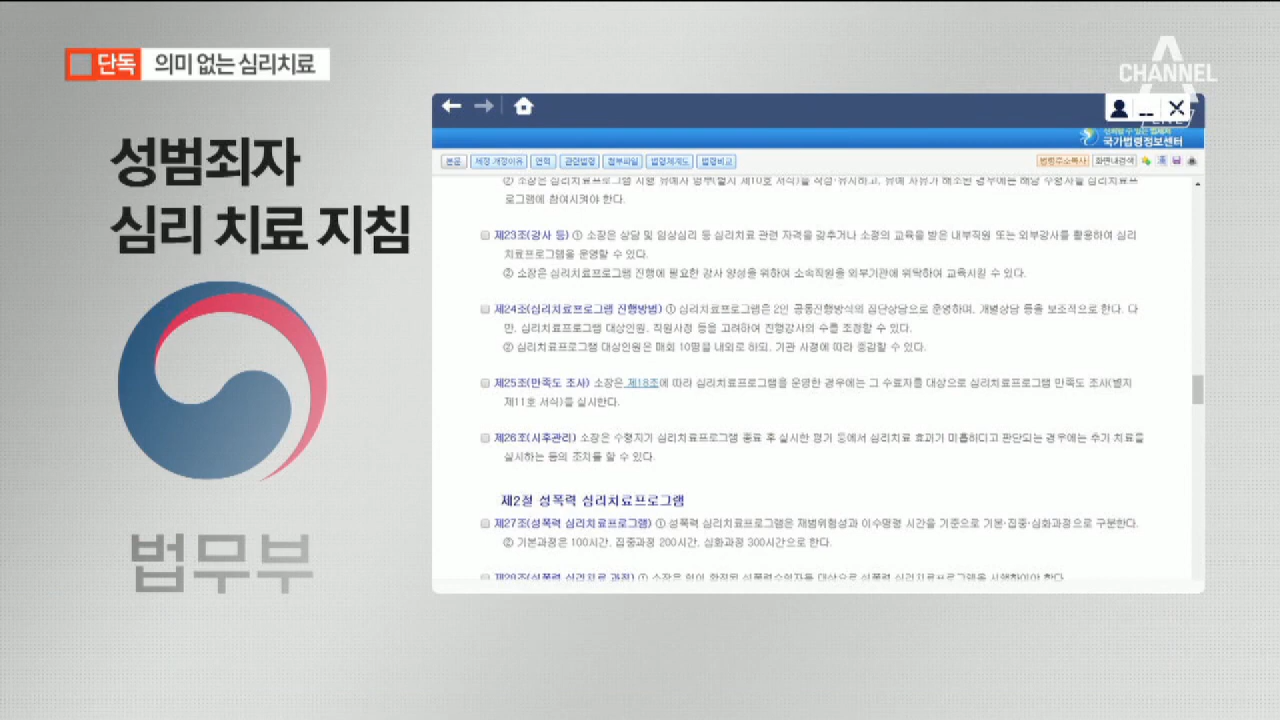 단독 의미 없는 심리치료
CHANNEL
성범죄자
심리 치료 지침
법무부
국가법령정보센터
본문 제정·개정이유 연혁 관련법령 첨부파일 법령체계도 법령비교
법령주소복사 화면내검색
로그램에 참여시켜야 한다.
제23조(강사 등) ① 소장은 상담 및 임상심리 등 심리치료 관련 자격을 갖추거나 소정의 교육을 받은 내부직원 또는 외부강사를 활용하여 심리
치료프로그램을 운영할 수 있다.
② 소장은 심리치료프로그램 진행에 필요한 강사 양성을 위하여 소속직원을 외부기관에 위탁하여 교육시킬 수 있다.
제24조(심리치료프로그램 진행방법) ① 심리치료프로그램은 2인 공동진행방식의 집단상담으로 운영하며, 개별상담 등을 보조적으로 한다. 다
만, 심리치료프로그램 대상인원, 직원사정 등을 고려하여 진행강사의 수를 조정할 수 있다.
② 심리치료프로그램 대상인원은 매회 10명을 내외로 하되, 기관 사정에 따라 증감할 수 있다.
제25조(만족도 조사) 소장은 제18조에 따라 심리치료프로그램을 운영한 경우에는 그 수료자를 대상으로 심리치료프로그램 만족도 조사(별지
제11호 서식)를 실시한다.
제26조(사후관리) 소장은 수형자가 심리치료프로그램 종료 후 실시한 평가 등에서 심리치료 효과가 미흡하다고 판단되는 경우에는 추가 치료를
실시하는 등의 조치를 할 수 있다.
제2절 성폭력 심리치료프로그램
제27조(성폭력 심리치료프로그램) ① 성폭력 심리치료프로그램은 재범위험성과 이수명령 시간을 기준으로 기본·집중·심화과정으로 구분한다.
② 기본과정은 100시간, 집중과정 200시간, 심화과정 300시간으로 한다.